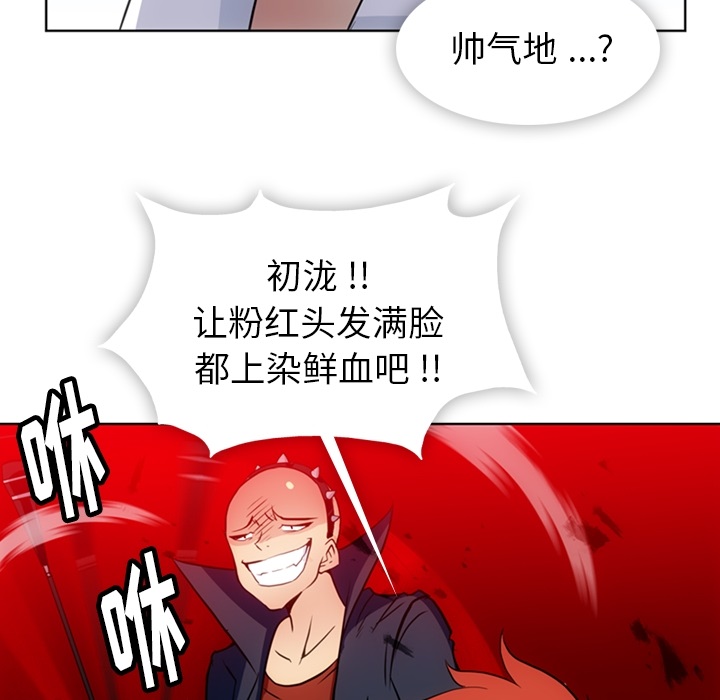 帅气地 ...?
初泷 !!
让粉红头发满脸
都上染鲜血吧 !!
咻
咻